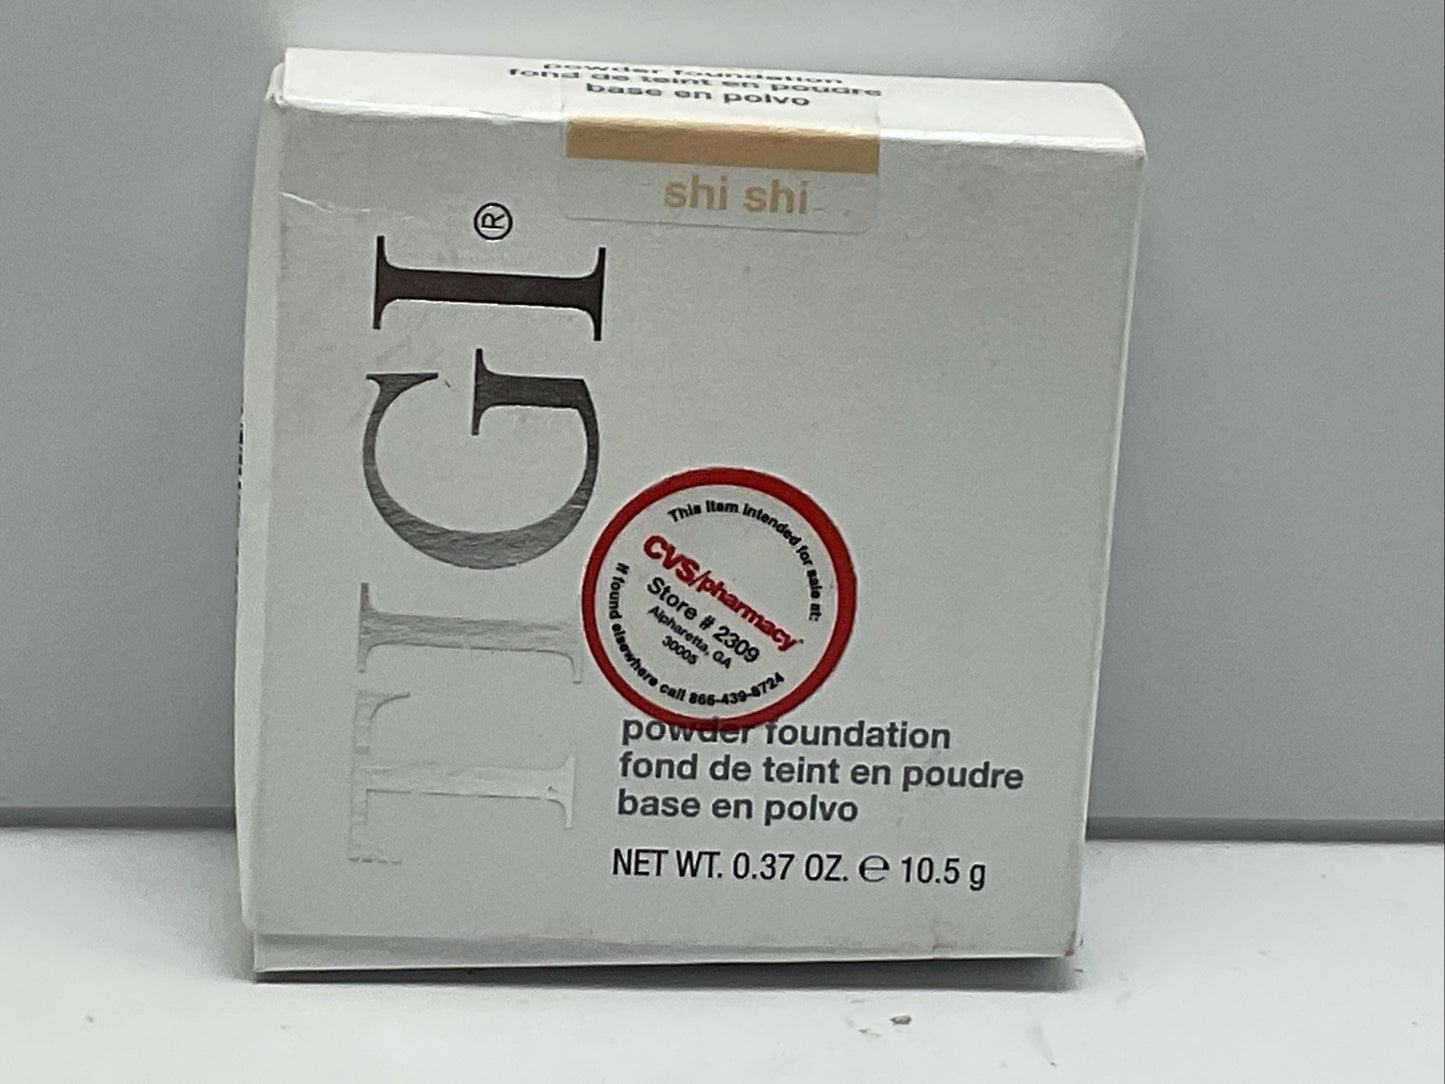 powder foundation
fond de teint en poudre
base en polvo
shi shi
TIGI®
This item intended for sale at:
CVS/pharmacy
Store # 2309
Alpharetta, GA
30005
If found elsewhere call 866-439-8724
powder foundation
fond de teint en poudre
base en polvo
NET WT. 0.37 OZ. ℮ 10.5 g